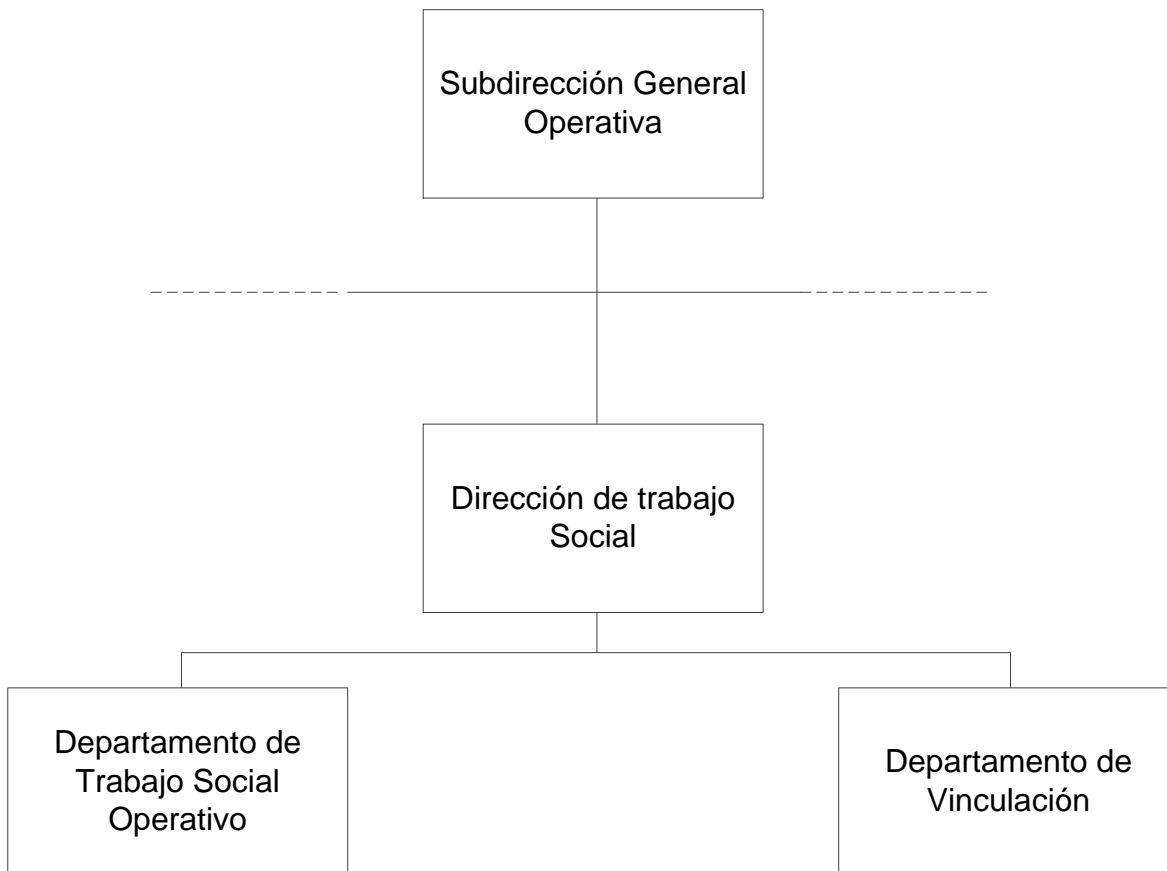 Subdirección General
Operativa
Dirección de trabajo
Social
Departamento de
Trabajo Social
Operativo
Departamento de
Vinculación